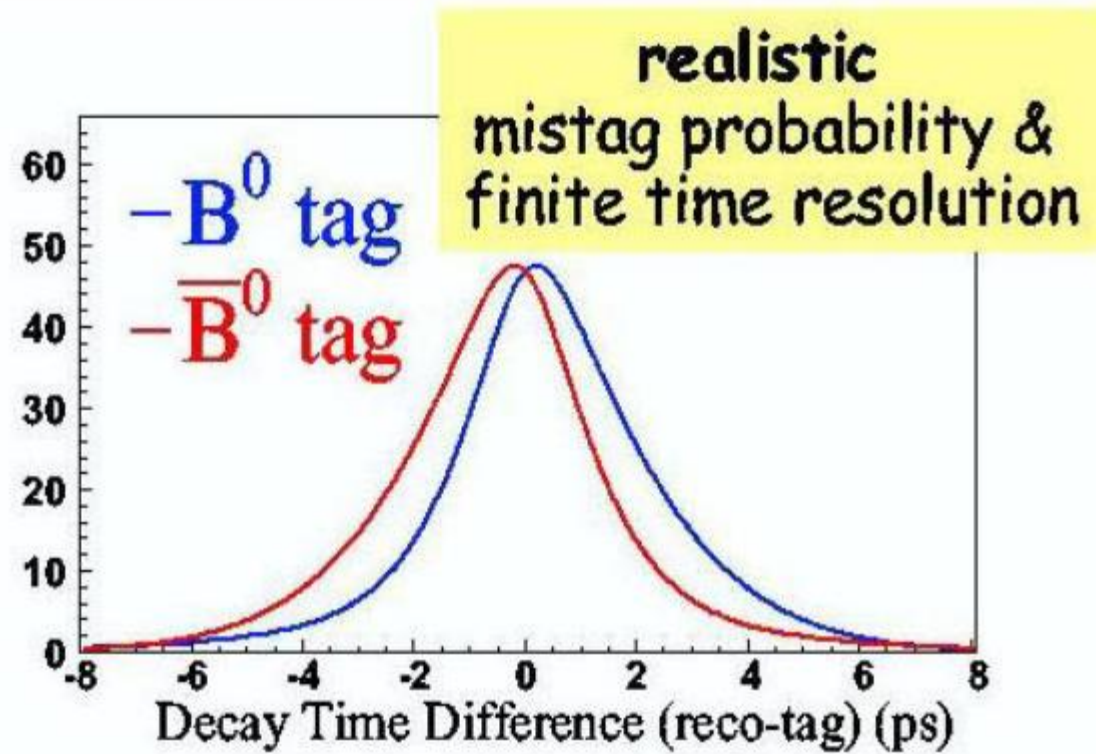 realistic
mistag probability &
finite time resolution
60
50
40
30
20
10
0
– B⁰ tag
– B̅⁰ tag
-8 -6 -4 -2 0 2 4 6 8
Decay Time Difference (reco-tag) (ps)